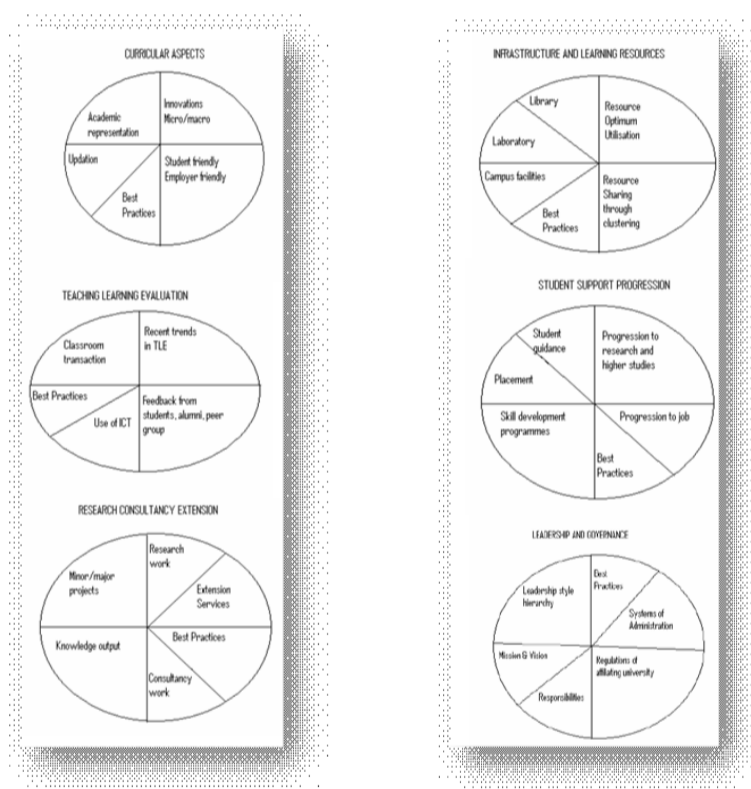 CURRICULAR ASPECTS
Academic
representation
Innovations
Micro/macro
Updation
Best
Practices
Student friendly
Employer friendly
TEACHING LEARNING EVALUATION
Classroom
transaction
Recent trends
in TLE
Best Practices
Use of ICT
Feedback from
students, alumni, peer
group
RESEARCH CONSULTANCY EXTENSION
Minor/major
projects
Research
work
Extension
Services
Knowledge output
Best Practices
Consultancy
work
INFRASTRUCTURE AND LEARNING RESOURCES
Library
Resource
Optimum
Utilisation
Laboratory
Campus facilities
Best
Practices
Resource
Sharing
through
clustering
STUDENT SUPPORT PROGRESSION
Student
guidance
Progression to
research and
higher studies
Placement
Skill development
programmes
Progression to job
Best
Practices
LEADERSHIP AND GOVERNANCE
Leadership style
hierarchy
Best
Practices
Systems of
Administration
Mission & Vision
Responsibilities
Regulations of
affiliating university